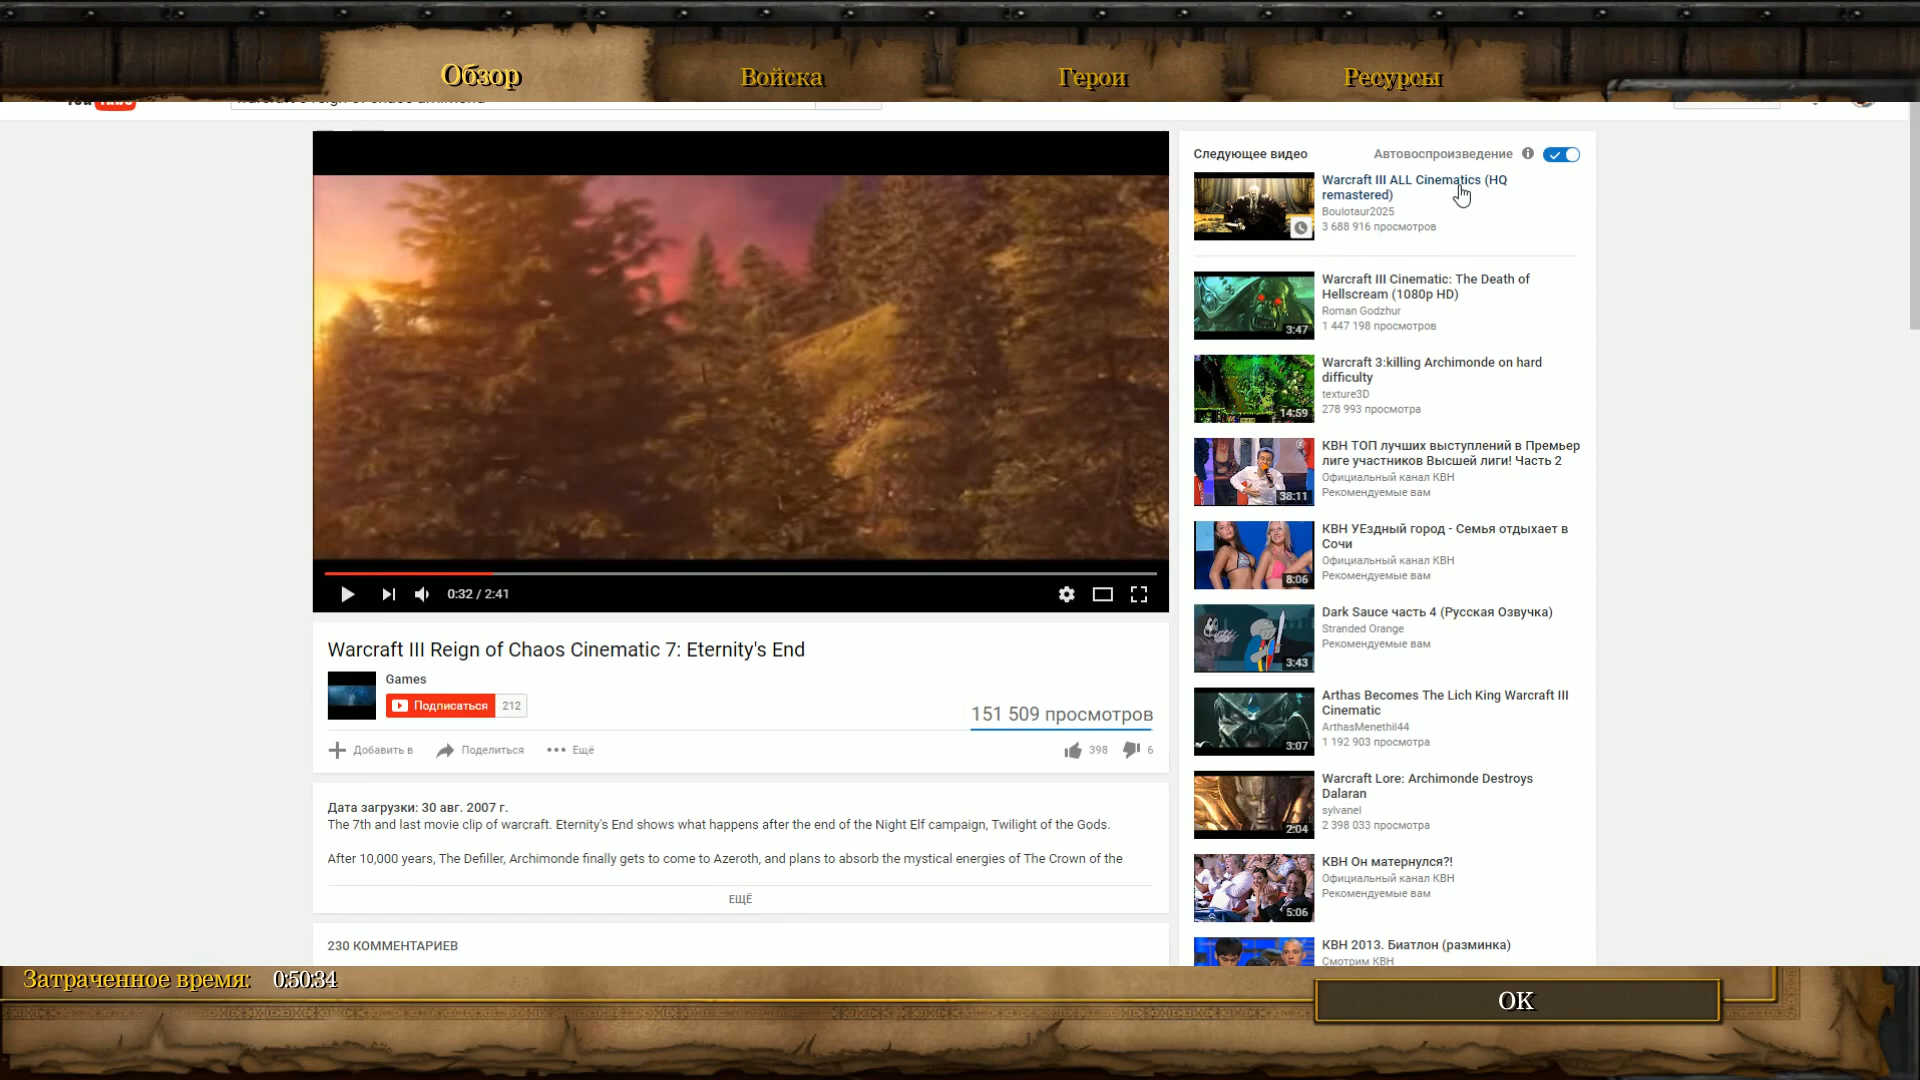 Обзор
Войска
Герои
Ресурсы
Следующее видео
Автовоспроизведение
Warcraft III ALL Cinematics (HQ
remastered)
Boulotaur2025
3 688 916 просмотров
Warcraft III Cinematic: The Death of
Hellscream (1080p HD)
Roman Godzhur
1 447 198 просмотров
3:47
Warcraft 3:killing Archimonde on hard
difficulty
texture3D
278 993 просмотра
14:59
КВН ТОП лучших выступлений в Премьер
лиге участников Высшей лиги! Часть 2
Официальный канал КВН
Рекомендуемые вам
38:11
КВН УЕздный город - Семья отдыхает в
Сочи
Официальный канал КВН
Рекомендуемые вам
8:06
Dark Sauce часть 4 (Русская Озвучка)
Stranded Orange
Рекомендуемые вам
3:43
Arthas Becomes The Lich King Warcraft III
Cinematic
ArthasMenethil44
1 192 903 просмотра
3:07
Warcraft Lore: Archimonde Destroys
Dalaran
sylvanel
2 398 033 просмотра
2:04
КВН Он матернулся?!
Официальный канал КВН
Рекомендуемые вам
5:06
КВН 2013. Биатлон (разминка)
Смотрим КВН
0:32 / 2:41
Warcraft III Reign of Chaos Cinematic 7: Eternity's End
Games
Подписаться 212
151 509 просмотров
Добавить в
Поделиться
Ещё
398
6
Дата загрузки: 30 авг. 2007 г.
The 7th and last movie clip of warcraft. Eternity's End shows what happens after the end of the Night Elf campaign, Twilight of the Gods.
After 10,000 years, The Defiller, Archimonde finally gets to come to Azeroth, and plans to absorb the mystical energies of The Crown of the
ЕЩЁ
230 КОММЕНТАРИЕВ
Затраченное время: 0:50:34
OK